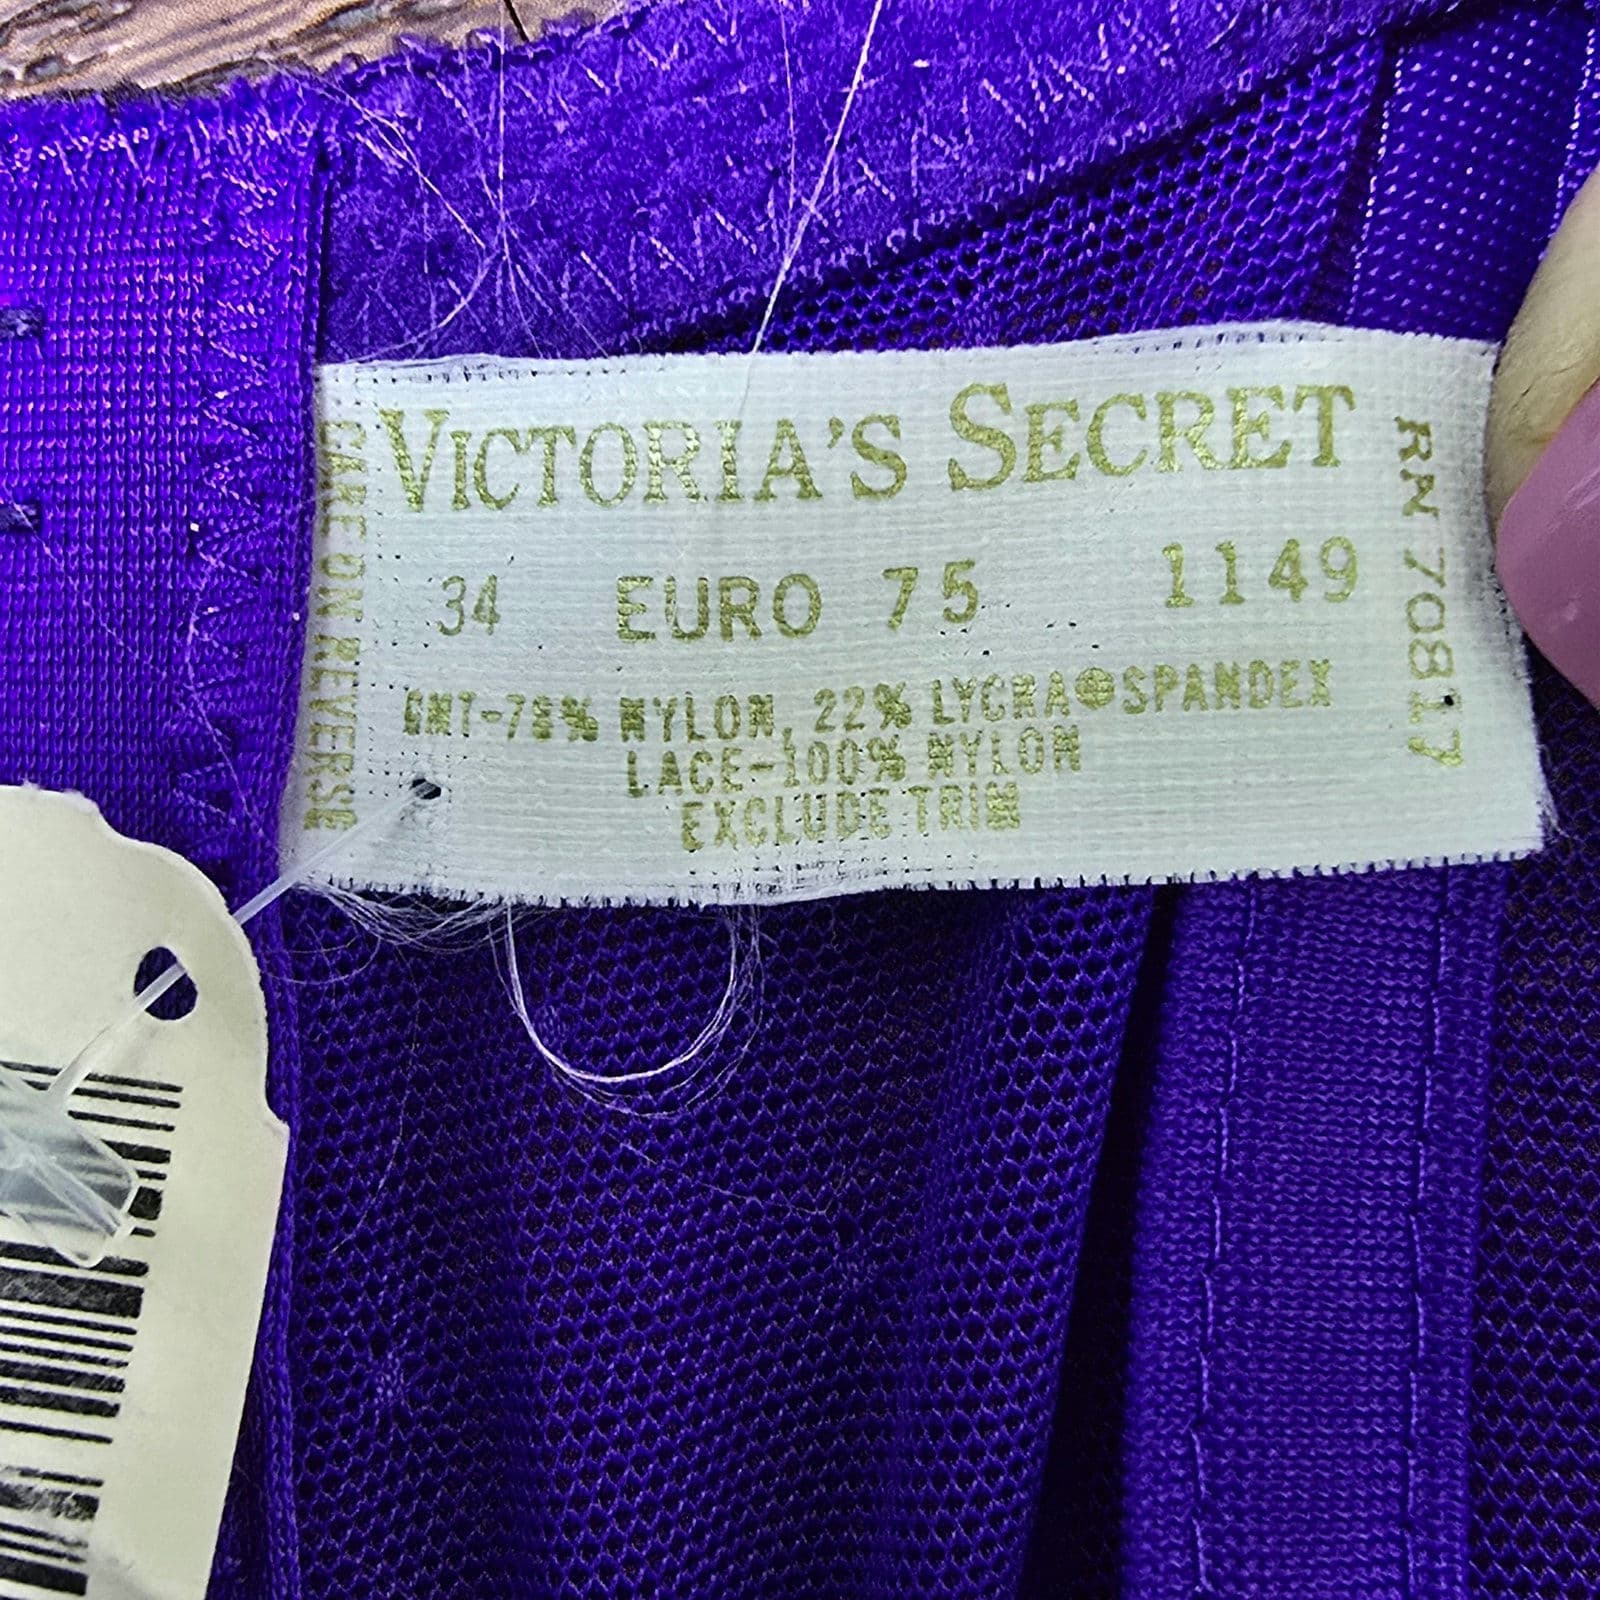 VICTORIA'S SECRET
34 EURO 75 1149
GMT-78% NYLON, 22% LYCRA SPANDEX
LACE-100% NYLON
EXCLUDE TRIM
CARE ON REVERSE
RN 70817